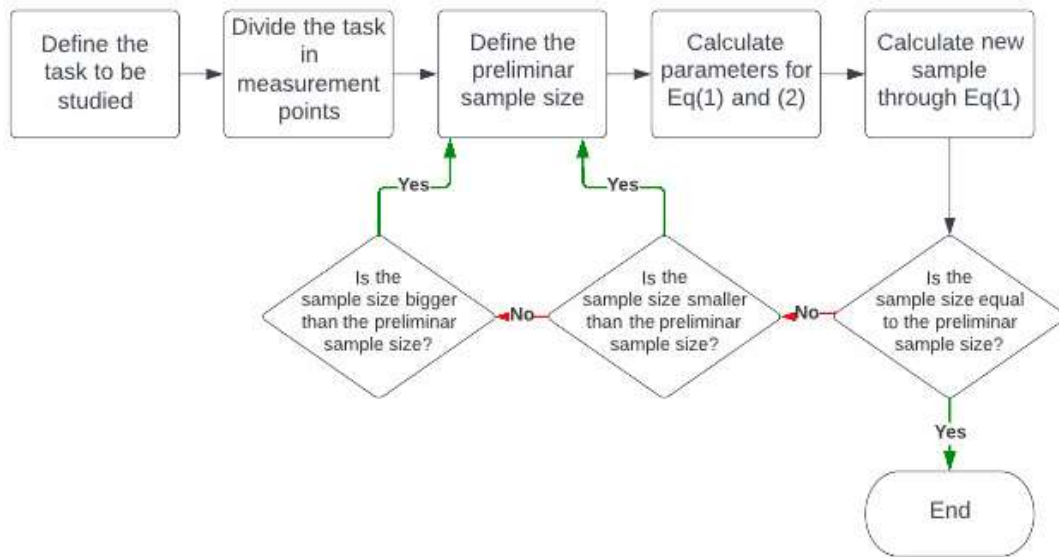 Define the
task to be
studied
Divide the task
in
measurement
points
Define the
preliminar
sample size
Calculate
parameters for
Eq(1) and (2)
Calculate new
sample
through Eq(1)
Yes
Yes
Is the
sample size bigger
than the preliminar
sample size?
No
Is the
sample size smaller
than the preliminar
sample size?
No
Is the
sample size equal
to the preliminar
sample size?
Yes
End